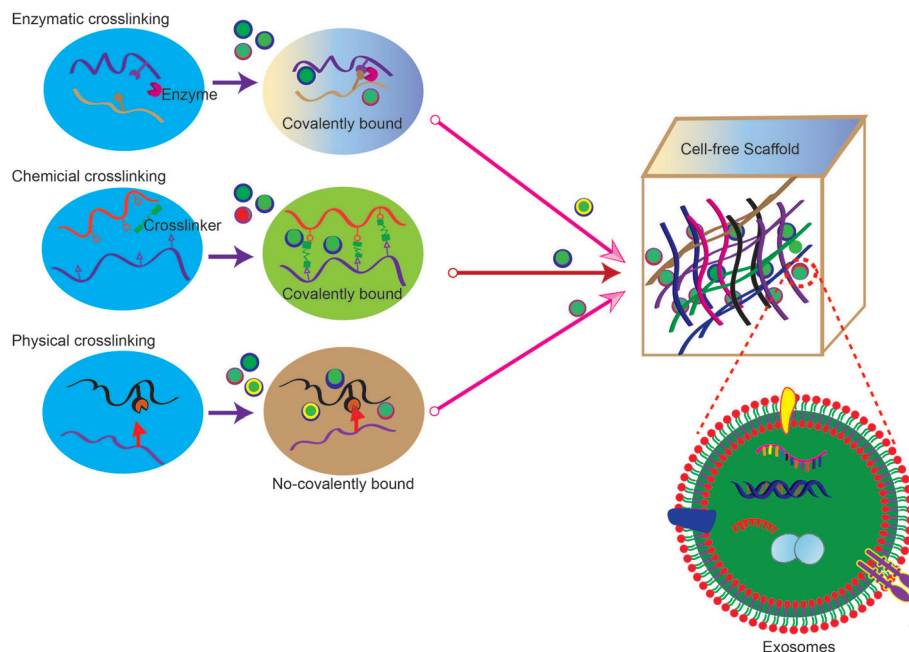 Enzymatic crosslinking
Enzyme
Covalently bound
Cell-free Scaffold
Chemicial crosslinking
Crosslinker
Covalently bound
Physical crosslinking
No-covalently bound
Exosomes